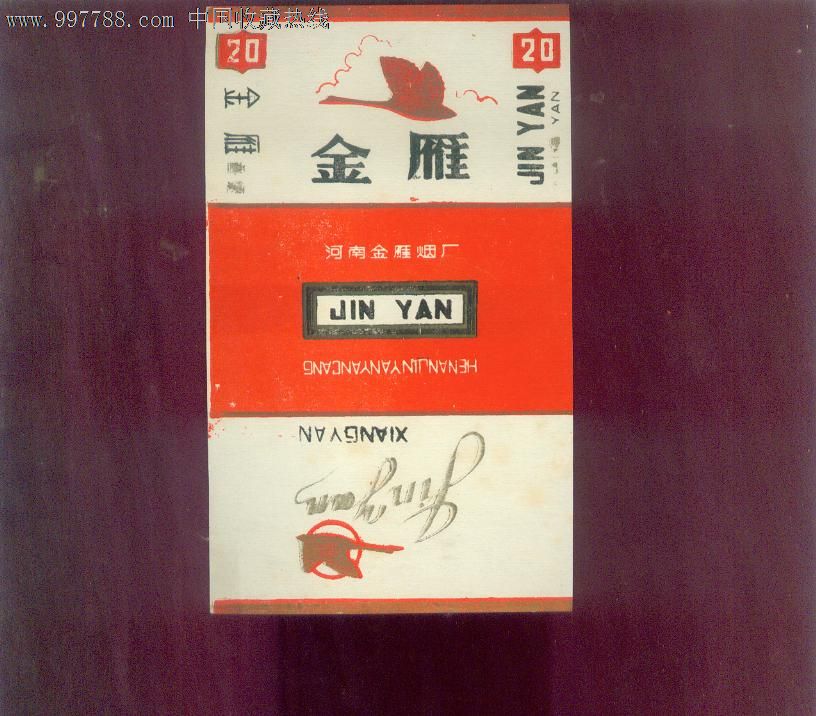 www.997788.com 中国收藏热线
20
20
金雁
金雁
JIN YAN
YAN
河南金雁烟厂
JIN YAN
HENANJINYANYANCANG
XIANGYAN
Jinyan